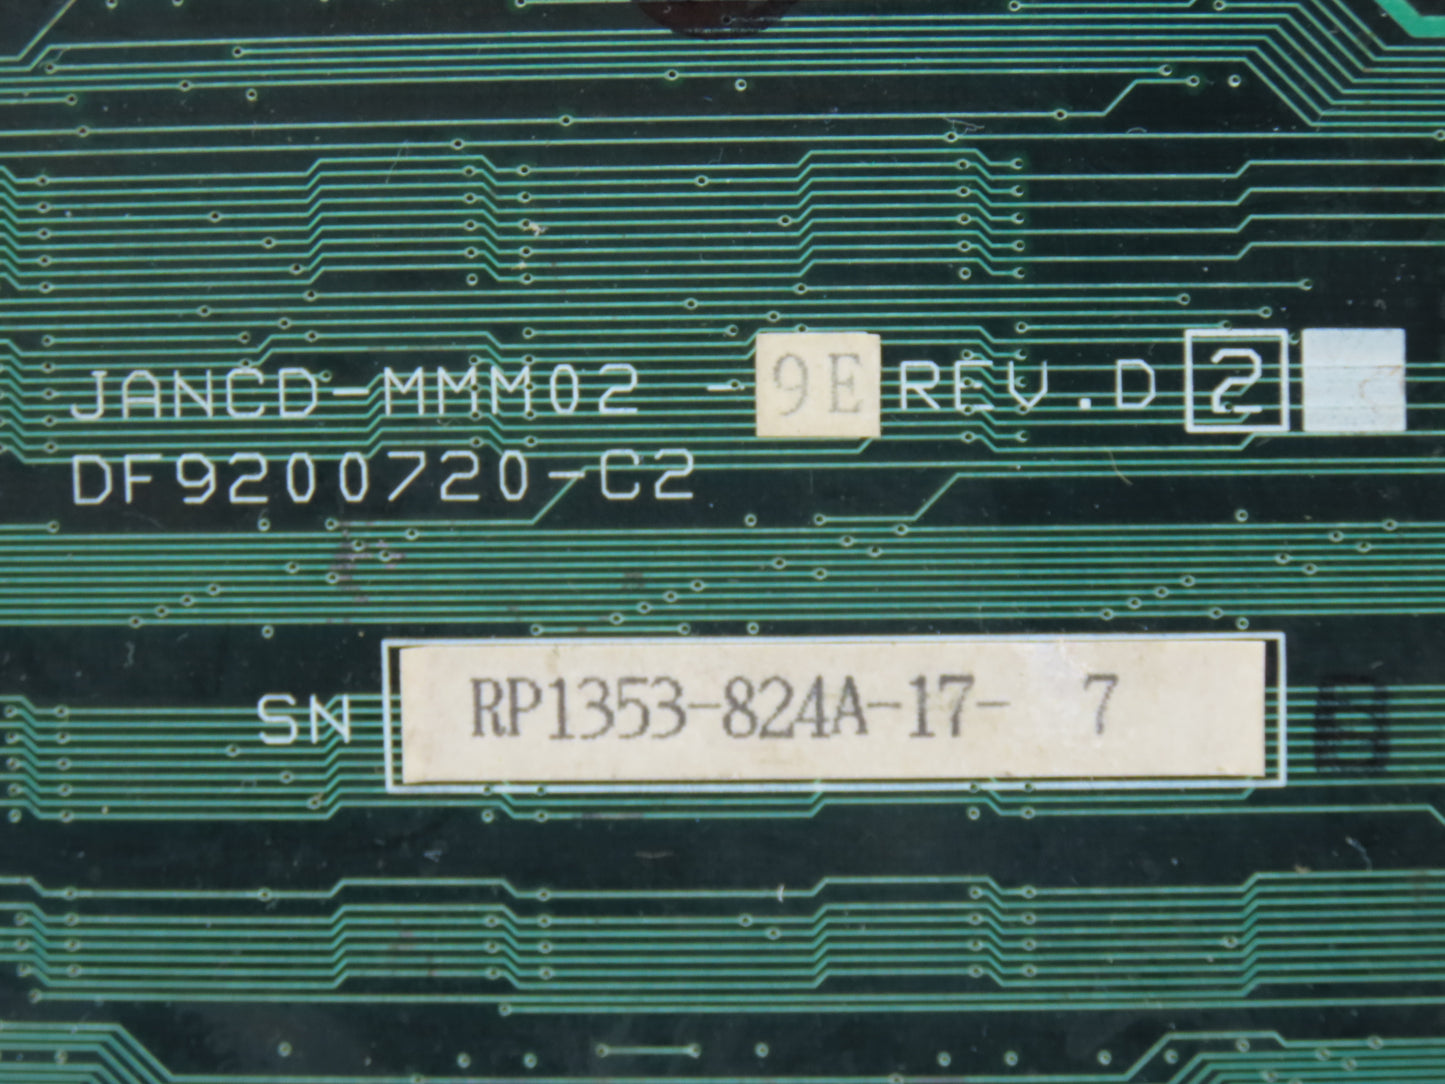 JANCD-MMM02 -9E REV.D 2
DF9200720-C2
SN RP1353-824A-17- 7